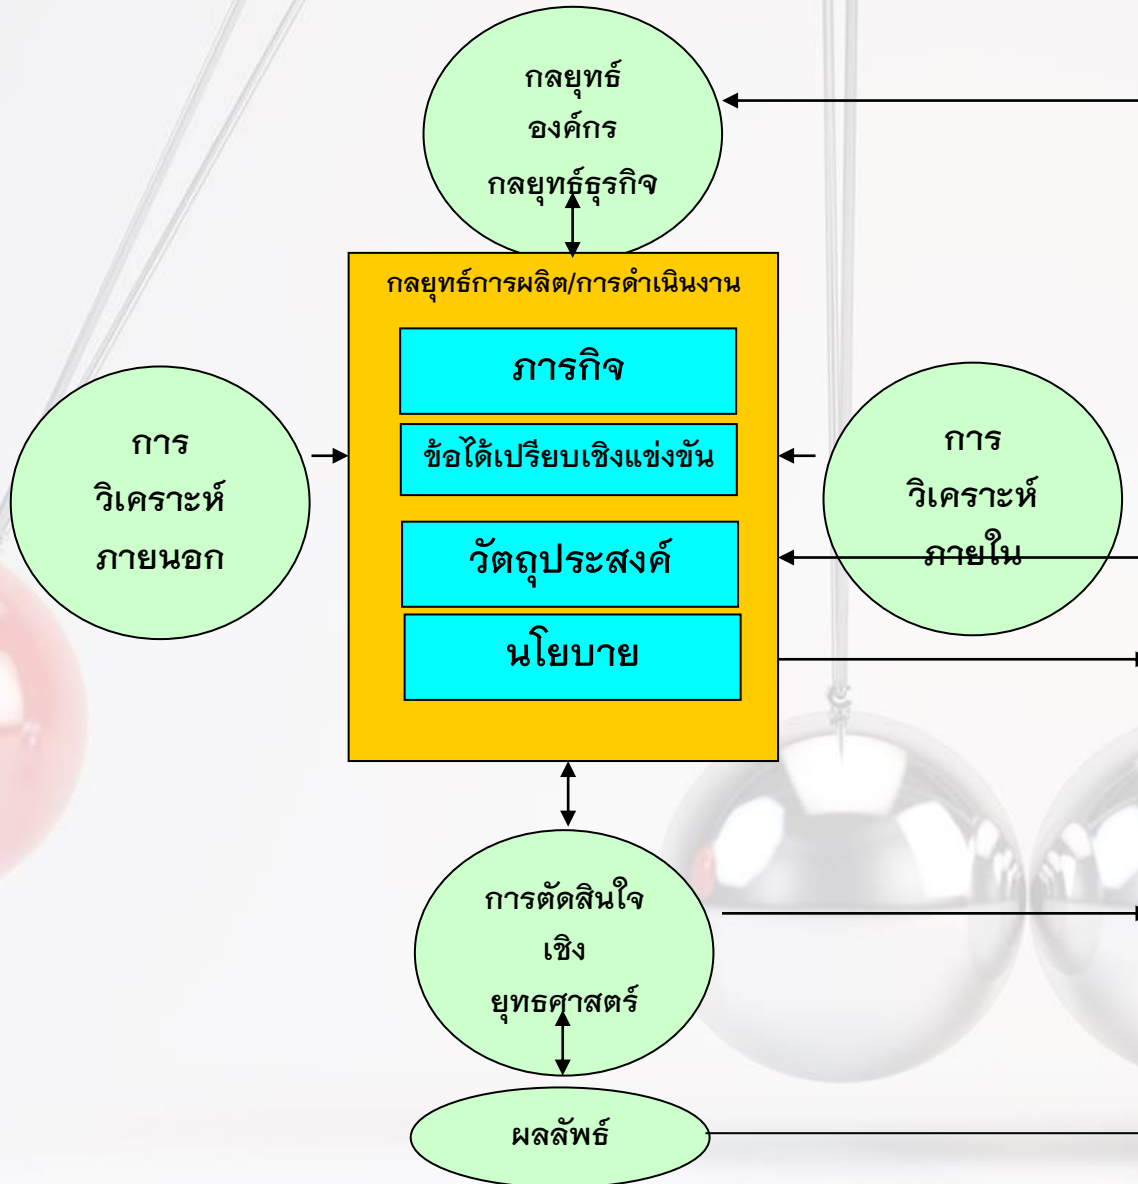 กลยุทธ์
องค์กร
กลยุทธ์ธุรกิจ
กลยุทธ์การผลิต/การดำเนินงาน
ภารกิจ
ข้อได้เปรียบเชิงแข่งขัน
วัตถุประสงค์
นโยบาย
การ
วิเคราะห์
ภายนอก
การ
วิเคราะห์
ภายใน
การตัดสินใจ
เชิง
ยุทธศาสตร์
ผลลัพธ์